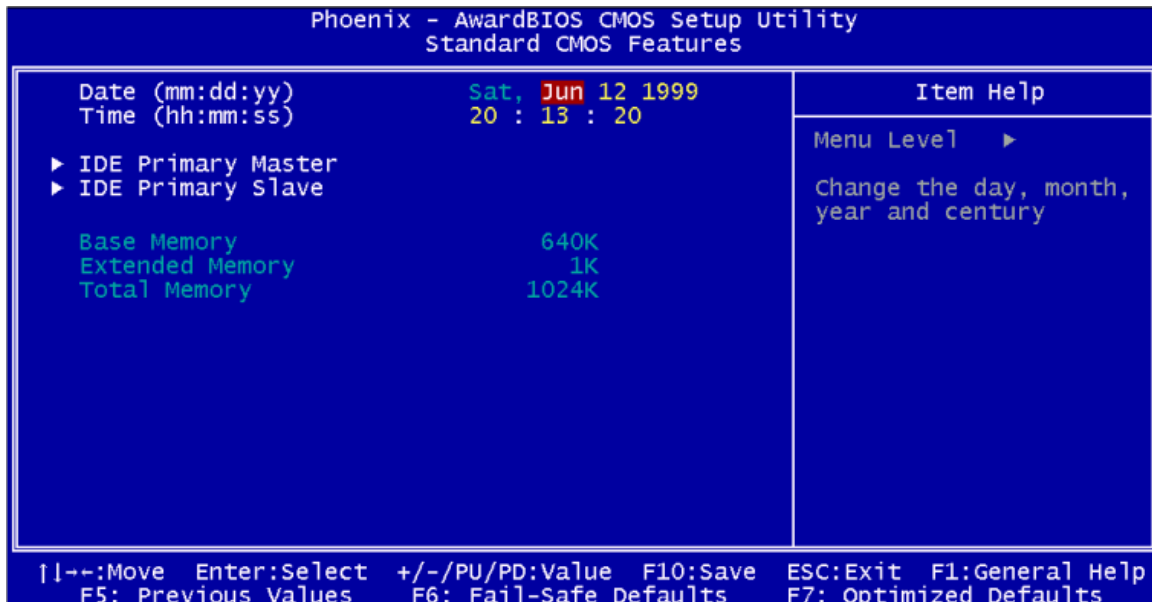 Phoenix - AwardBIOS CMOS Setup Utility
Standard CMOS Features
Date (mm:dd:yy) Sat, Jun 12 1999
Time (hh:mm:ss) 20 : 13 : 20
▶ IDE Primary Master
▶ IDE Primary Slave
Base Memory 640K
Extended Memory 1K
Total Memory 1024K
Item Help
Menu Level ▶
Change the day, month,
year and century
↑↓→←:Move Enter:Select +/-/PU/PD:Value F10:Save ESC:Exit F1:General Help
F5: Previous Values F6: Fail-Safe Defaults F7: Optimized Defaults